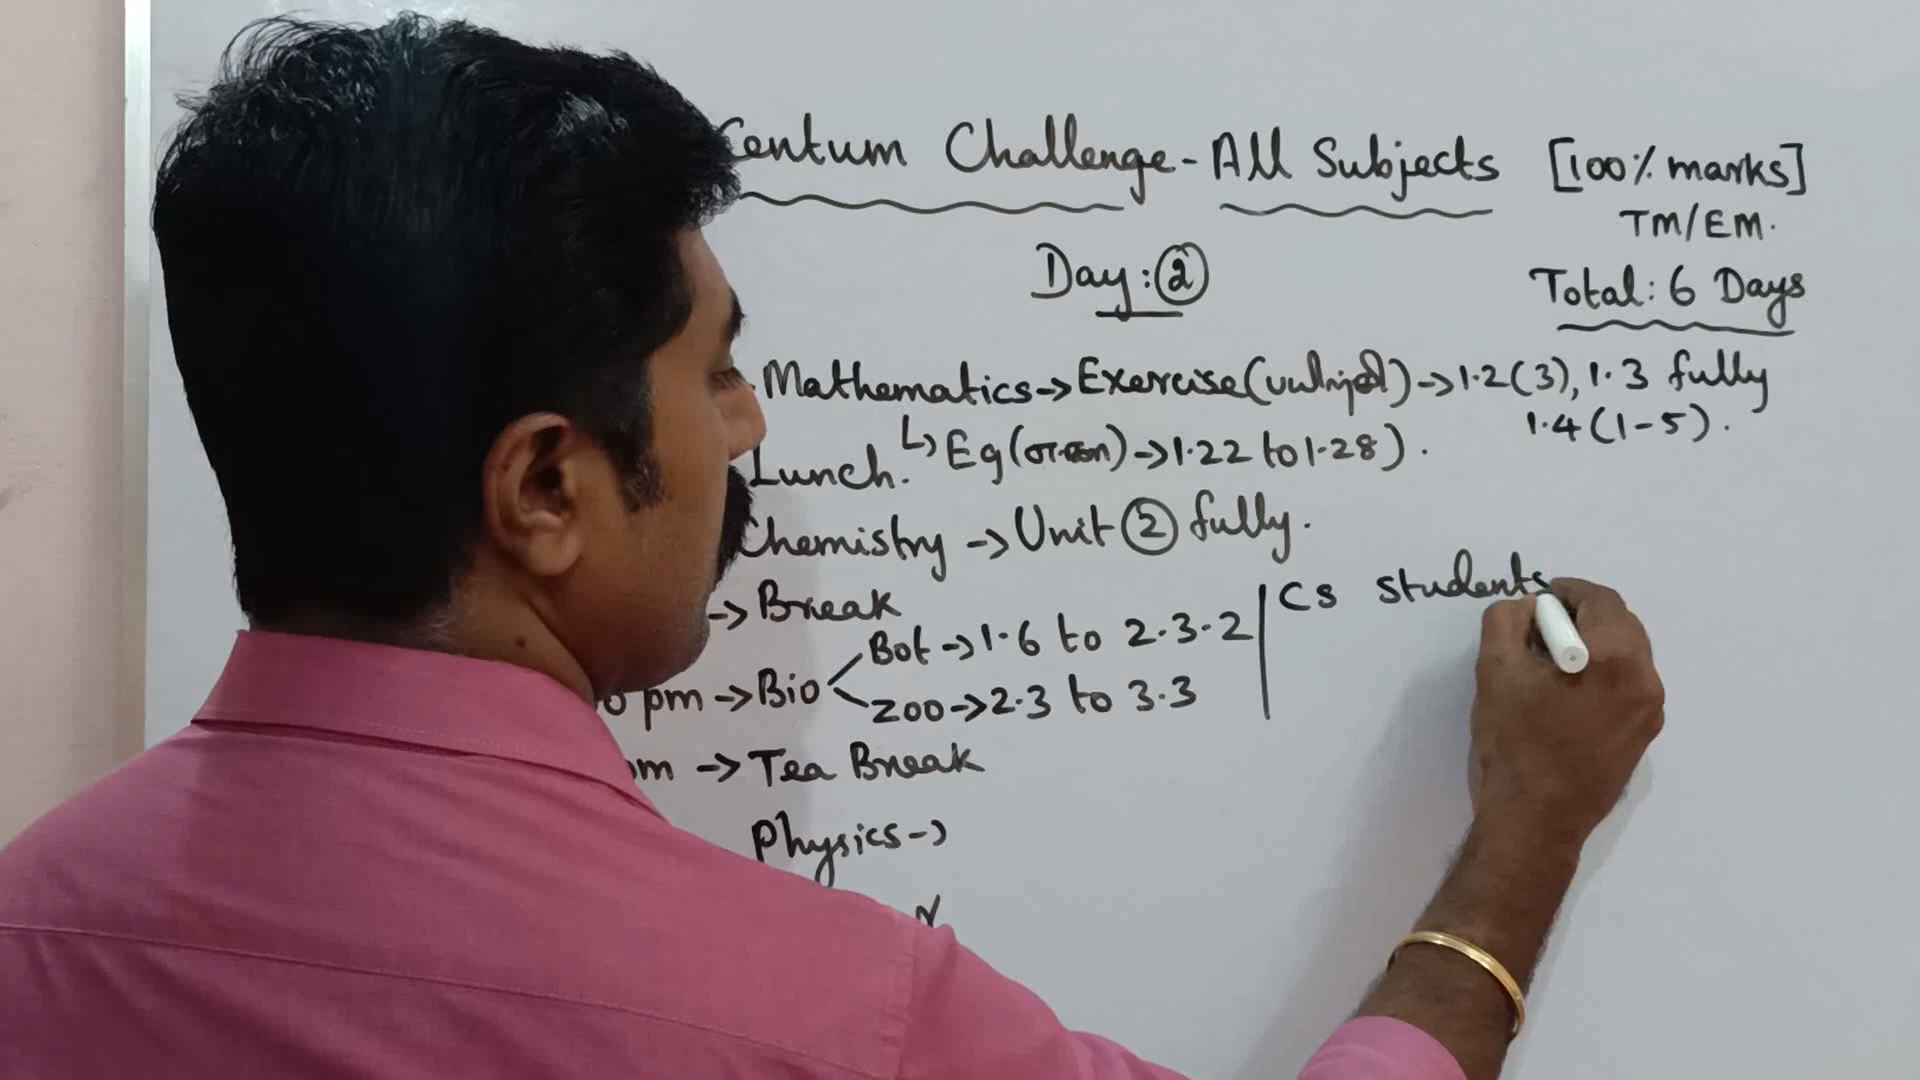 Centum Challenge - All Subjects [100% marks]
TM/EM.
Day: ②
Total: 6 Days
Mathematics -> Exercise (பயிற்சி) -> 1.2(3), 1.3 fully
1.4 (1-5).
↳ Eg () -> 1.22 to 1.28).
Lunch.
Chemistry -> Unit ② fully.
-> Break
Bot -> 1.6 to 2.3.2
CS students
pm -> Bio
Zoo -> 2.3 to 3.3
-> Tea Break
Physics ->